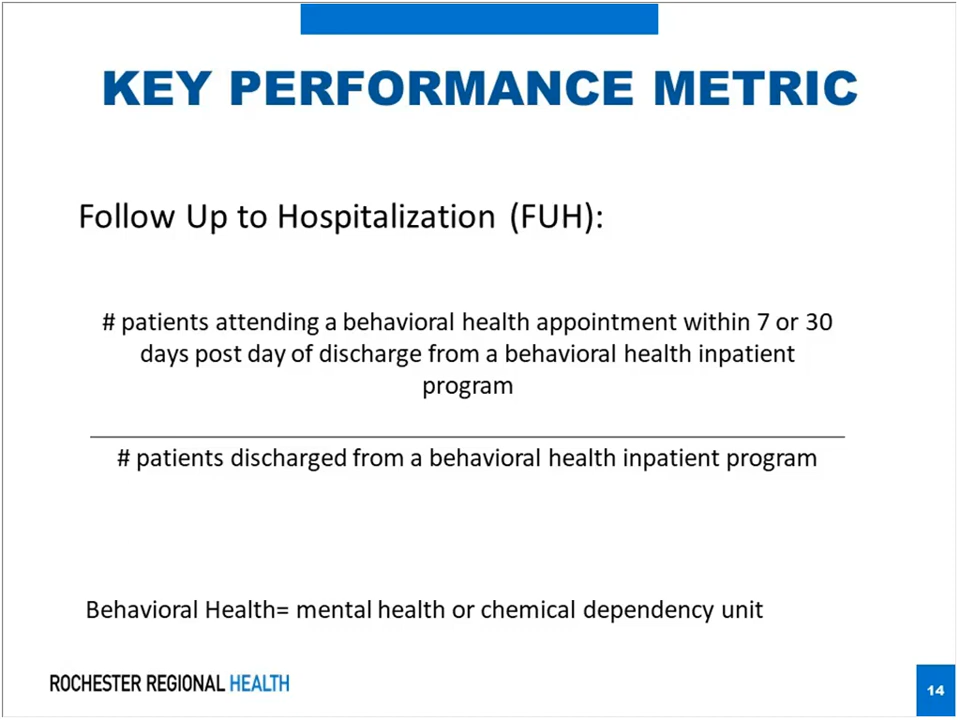 KEY PERFORMANCE METRIC
Follow Up to Hospitalization (FUH):
# patients attending a behavioral health appointment within 7 or 30
days post day of discharge from a behavioral health inpatient
program
# patients discharged from a behavioral health inpatient program
Behavioral Health= mental health or chemical dependency unit
ROCHESTER REGIONAL HEALTH
14